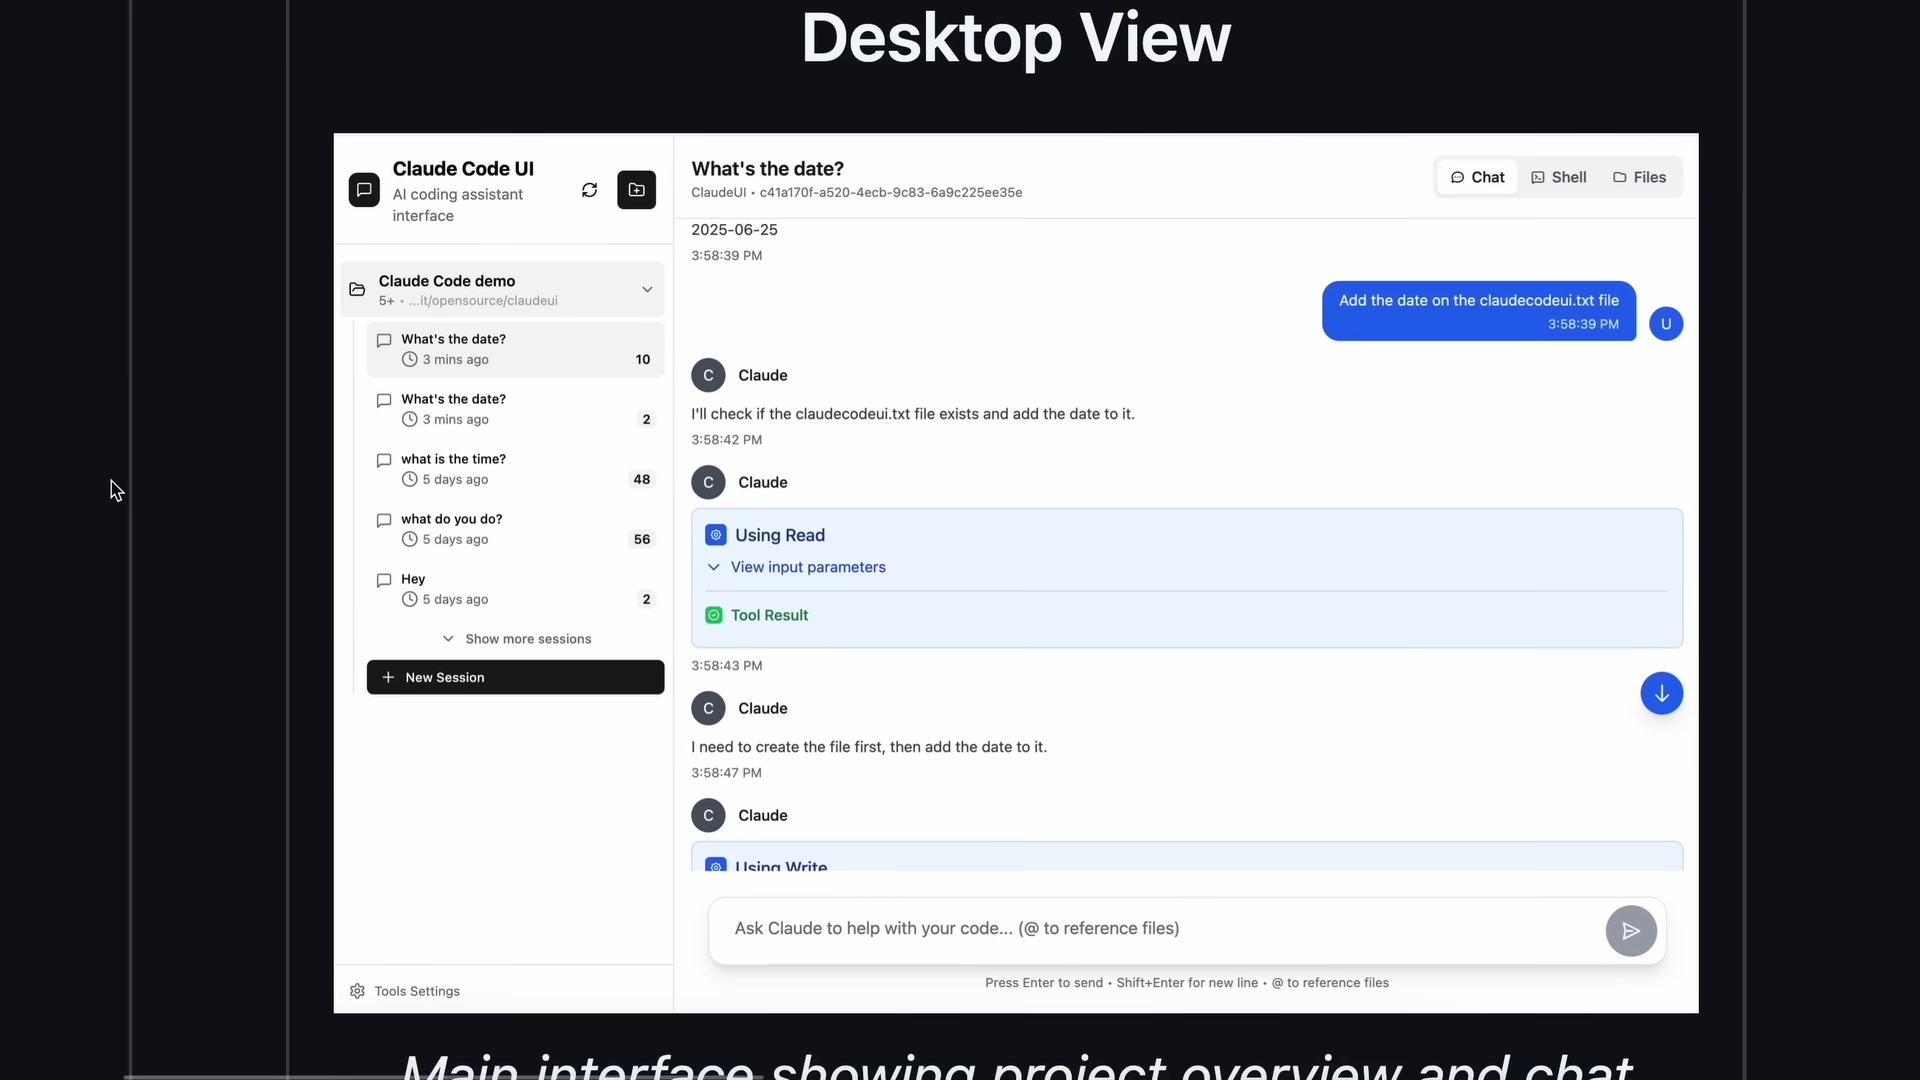 Desktop View
Claude Code UI
AI coding assistant
interface
Claude Code demo
5+ • ...it/opensource/claudeui
What's the date?
3 mins ago
10
What's the date?
3 mins ago
2
what is the time?
5 days ago
48
what do you do?
5 days ago
56
Hey
5 days ago
2
Show more sessions
New Session
Tools Settings
What's the date?
ClaudeUI • c41a170f-a520-4ecb-9c83-6a9c225ee35e
Chat
Shell
Files
2025-06-25
3:58:39 PM
Add the date on the claudecodeui.txt file
3:58:39 PM
U
C
Claude
I'll check if the claudecodeui.txt file exists and add the date to it.
3:58:42 PM
C
Claude
Using Read
View input parameters
Tool Result
3:58:43 PM
C
Claude
I need to create the file first, then add the date to it.
3:58:47 PM
C
Claude
Using Write
Ask Claude to help with your code... (@ to reference files)
Press Enter to send • Shift+Enter for new line • @ to reference files
Main interface showing project overview and chat